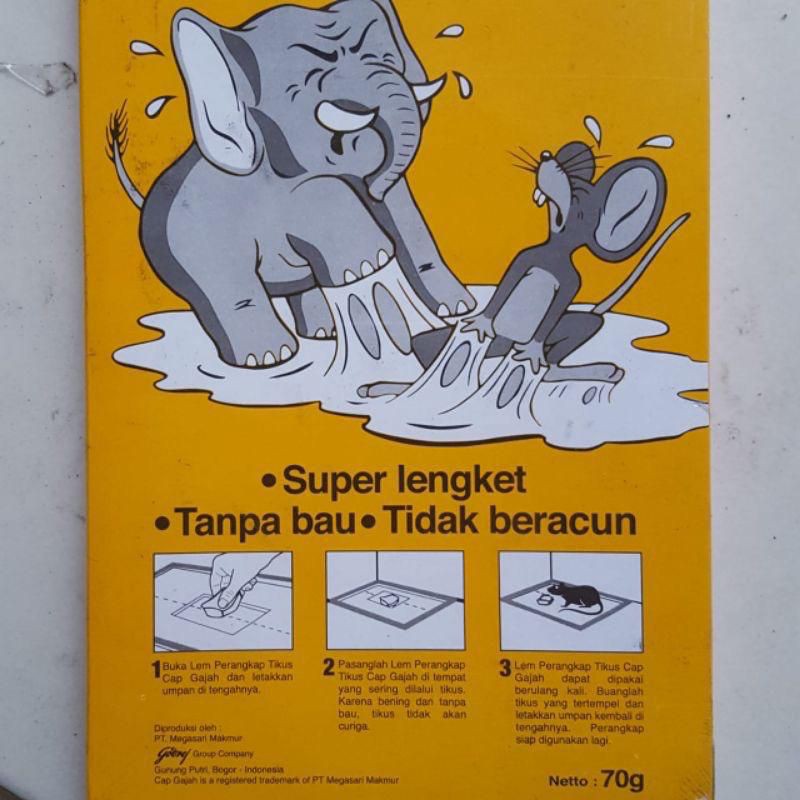 • Super lengket
• Tanpa bau • Tidak beracun
1 Buka Lem Perangkap Tikus
Cap Gajah dan letakkan
umpan di tengahnya.
2 Pasanglah Lem Perangkap
Tikus Cap Gajah di tempat
yang sering dilalui tikus.
Karena bening dan tanpa
bau, tikus tidak akan
curiga.
3 Lem Perangkap Tikus Cap
Gajah dapat dipakai
berulang kali. Buanglah
tikus yang tertempel dan
letakkan umpan kembali di
tengahnya. Perangkap
siap digunakan lagi.
Diproduksi oleh :
PT. Megasari Makmur
Godrej Group Company
Gunung Putri, Bogor - Indonesia
Cap Gajah is a registered trademark of PT Megasari Makmur
Netto : 70g